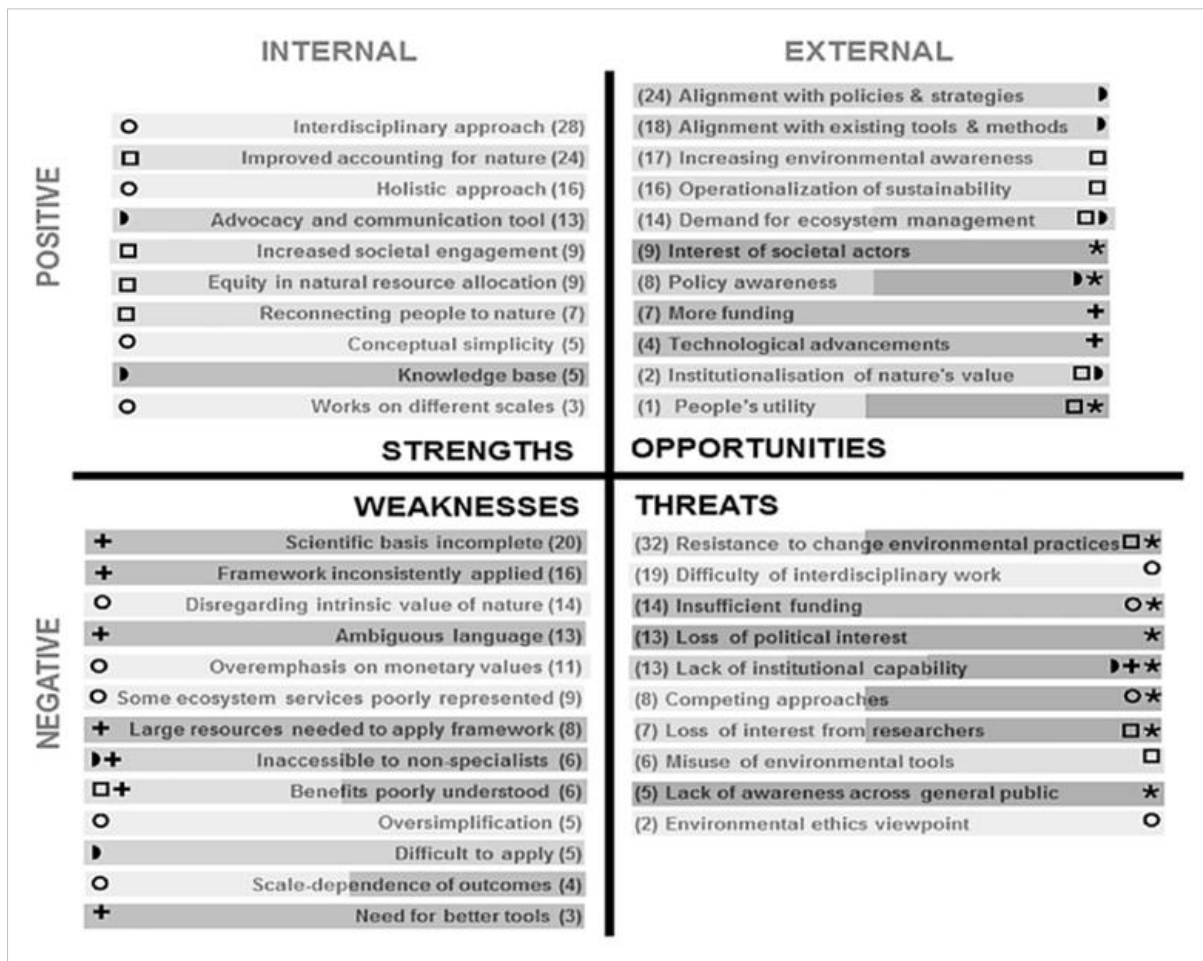 INTERNAL
EXTERNAL
POSITIVE
Interdisciplinary approach (28)
Improved accounting for nature (24)
Holistic approach (16)
Advocacy and communication tool (13)
Increased societal engagement (9)
Equity in natural resource allocation (9)
Reconnecting people to nature (7)
Conceptual simplicity (5)
Knowledge base (5)
Works on different scales (3)
STRENGTHS
(24) Alignment with policies & strategies
(18) Alignment with existing tools & methods
(17) Increasing environmental awareness
(16) Operationalization of sustainability
(14) Demand for ecosystem management
(9) Interest of societal actors
(8) Policy awareness
(7) More funding
(4) Technological advancements
(2) Institutionalisation of nature's value
(1) People's utility
OPPORTUNITIES
NEGATIVE
WEAKNESSES
Scientific basis incomplete (20)
Framework inconsistently applied (16)
Disregarding intrinsic value of nature (14)
Ambiguous language (13)
Overemphasis on monetary values (11)
Some ecosystem services poorly represented (9)
Large resources needed to apply framework (8)
Inaccessible to non-specialists (6)
Benefits poorly understood (6)
Oversimplification (5)
Difficult to apply (5)
Scale-dependence of outcomes (4)
Need for better tools (3)
THREATS
(32) Resistance to change environmental practices
(19) Difficulty of interdisciplinary work
(14) Insufficient funding
(13) Loss of political interest
(13) Lack of institutional capability
(8) Competing approaches
(7) Loss of interest from researchers
(6) Misuse of environmental tools
(5) Lack of awareness across general public
(2) Environmental ethics viewpoint